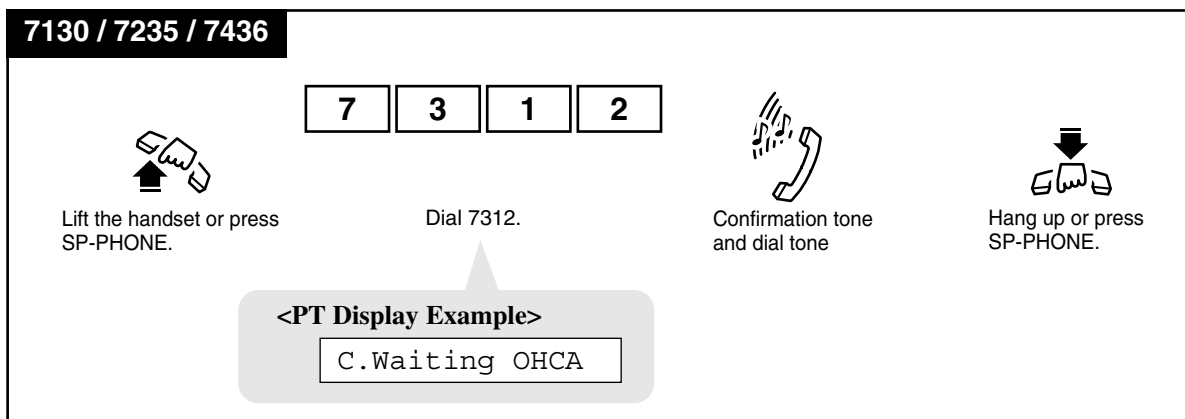 7130 / 7235 / 7436
7 3 1 2
Lift the handset or press
SP-PHONE.
Dial 7312.
Confirmation tone
and dial tone
Hang up or press
SP-PHONE.
<PT Display Example>
C.Waiting OHCA